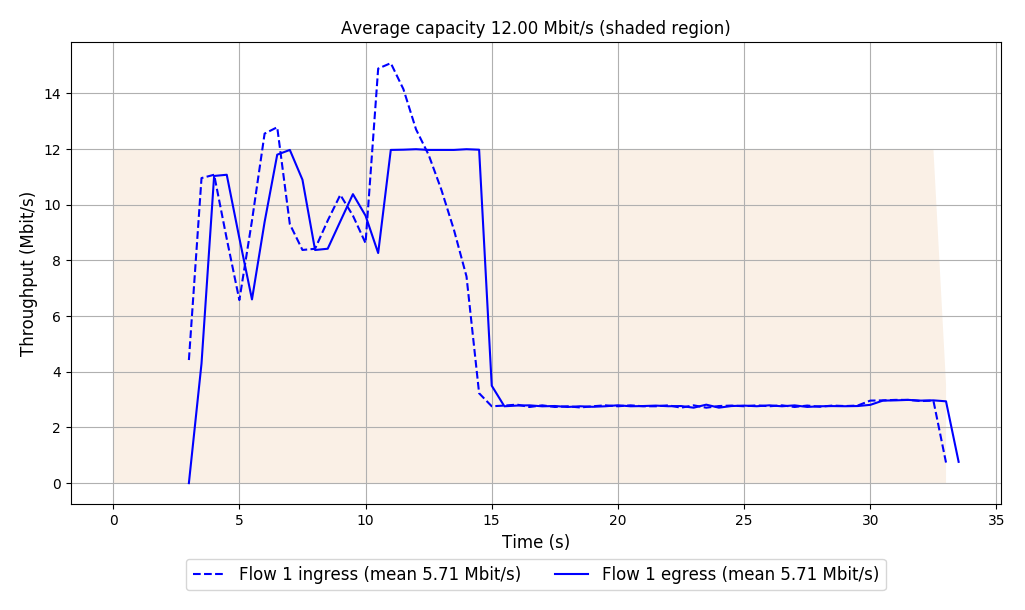 Average capacity 12.00 Mbit/s (shaded region)
Throughput (Mbit/s)
14
12
10
8
6
4
2
0
0 5 10 15 20 25 30 35
Time (s)
Flow 1 ingress (mean 5.71 Mbit/s) Flow 1 egress (mean 5.71 Mbit/s)